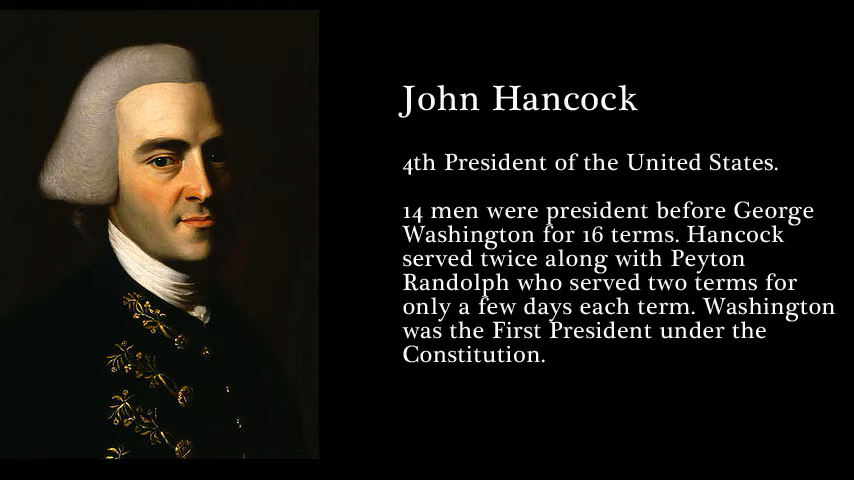 John Hancock
4th President of the United States.
14 men were president before George
Washington for 16 terms. Hancock
served twice along with Peyton
Randolph who served two terms for
only a few days each term. Washington
was the First President under the
Constitution.